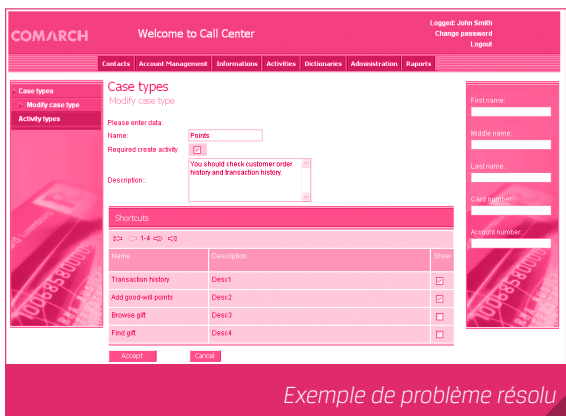 COMARCH
Welcome to Call Center
Logged: John Smith
Change password
Logout
Contacts Account Management Informations Activities Dictionaries Administration Raports
Case types
Modify case type
Activity types
Case types
Modify case type
Please enter data:
Name: Points
Required create activity
Description:: You should check customer order
history and transaction history.
Shortcuts
1-4
Name Description Show
Transaction history Desc1
Add good-will points Desc2
Browse gift Desc3
Find gift Desc4
Accept Cancel
First name:
Middle name:
Last name:
Card number:
Account number:
Exemple de problème résolu